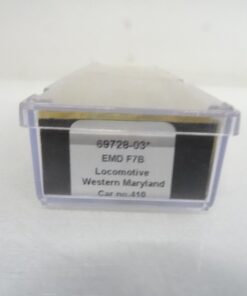 69728-03*
EMD F7B
Locomotive
Western Maryland
Car no.410